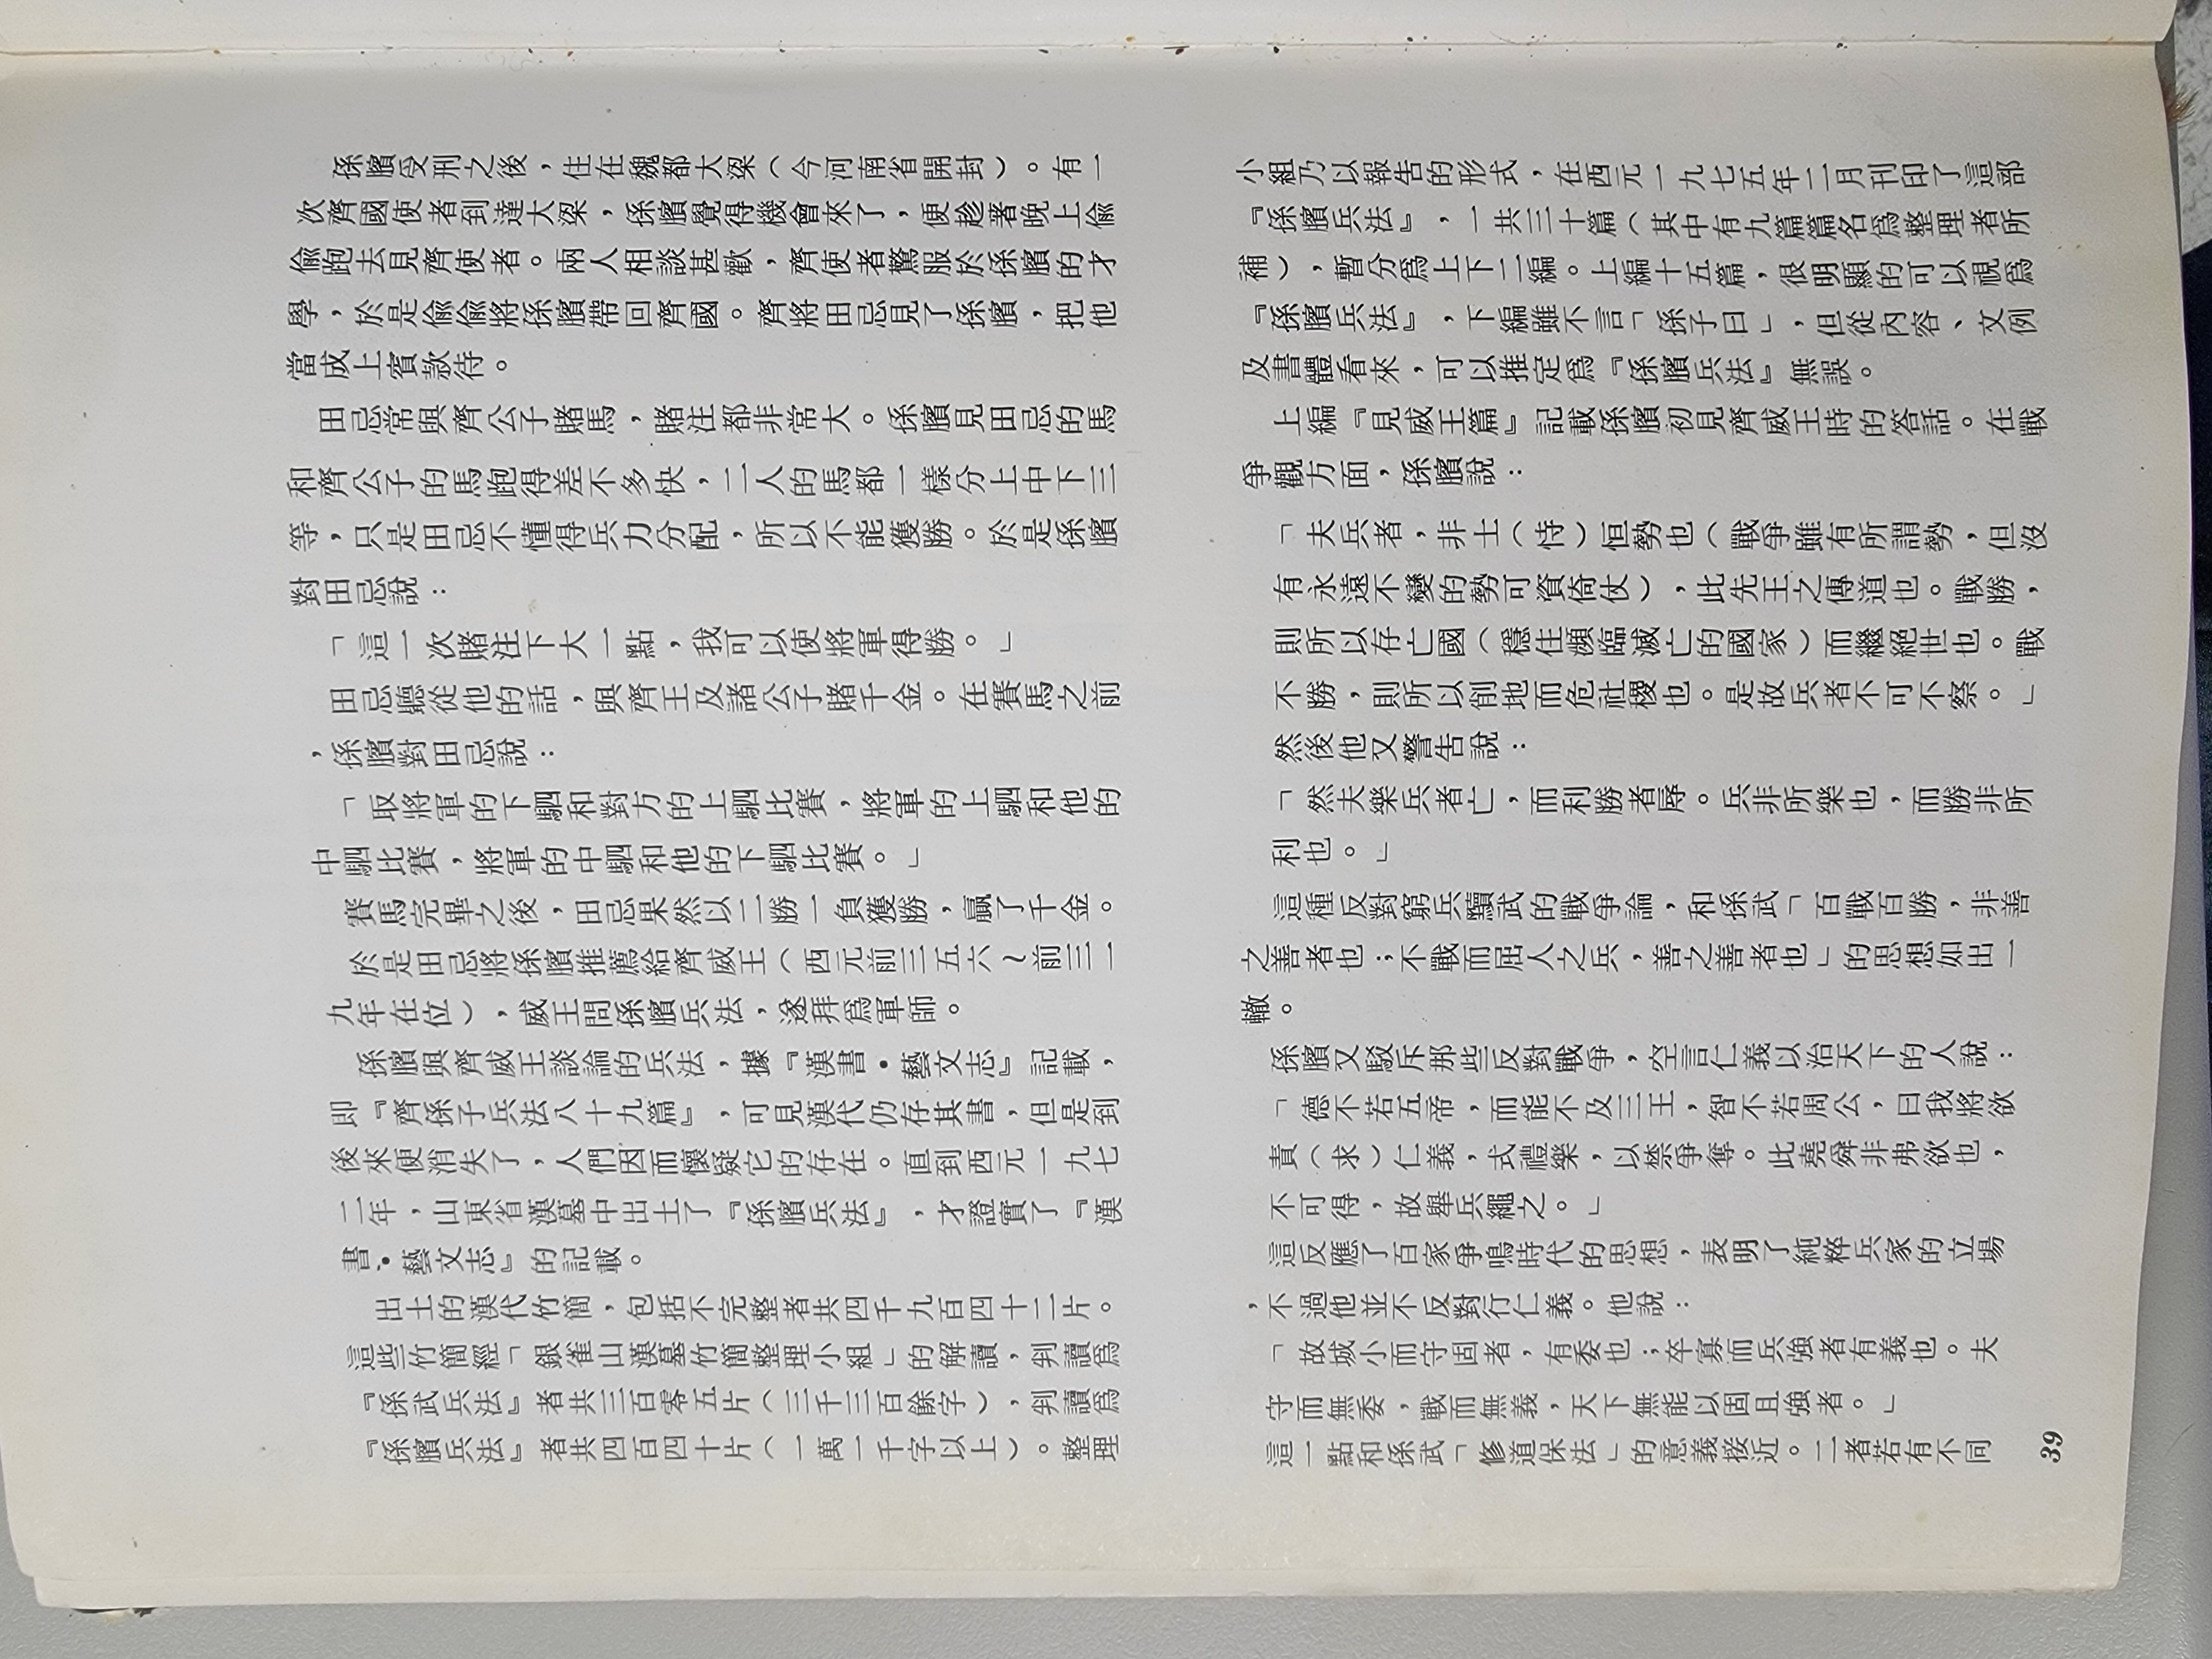 孫臏受刑之後，住在魏都大梁（今河南省開封）。有一
次齊國使者到達大梁，孫臏覺得機會來了，便趁著晚上偷
偷跑去見齊使者。兩人相談甚歡，齊使者驚服於孫臏的才
學，於是偷偷將孫臏帶回齊國。齊將田忌見了孫臏，把他
當成上賓款待。
田忌常與齊公子賭馬，賭注都非常大。孫臏見田忌的馬
和齊公子的馬跑得差不多快，二人的馬都一樣分上中下三
等，只是田忌不懂得兵力分配，所以不能獲勝。於是孫臏
對田忌說：
「這一次賭注下大一點，我可以使將軍得勝。」
田忌聽從他的話，與齊王及諸公子賭千金。在賽馬之前
，孫臏對田忌說：
「取將軍的下駟和對方的上駟比賽，將軍的上駟和他的
中駟比賽，將軍的中駟和他的下駟比賽。」
賽馬完畢之後，田忌果然以二勝一負獲勝，贏了千金。
於是田忌將孫臏推薦給齊威王（西元前三五六～前三二
九年在位），威王問孫臏兵法，遂拜爲軍師。
孫臏與齊威王談論的兵法，據『漢書•藝文志』記載，
即『齊孫子兵法八十九篇』，可見漢代仍存其書，但是到
後來便消失了，人們因而懷疑它的存在。直到西元一九七
二年，山東省漢墓中出土了『孫臏兵法』，才證實了『漢
書•藝文志』的記載。
出土的漢代竹簡，包括不完整者共四千九百四十二片。
這些竹簡經「銀雀山漢墓竹簡整理小組」的解讀，判讀爲
『孫武兵法』者共三百零五片（三千三百餘字），判讀爲
『孫臏兵法』者共四百四十片（一萬一千字以上）。整理
小組乃以報告的形式，在西元一九七五年二月刊印了這部
『孫臏兵法』，一共三十篇（其中有九篇篇名爲整理者所
補），暫分爲上下二編。上編十五篇，很明顯的可以視爲
『孫臏兵法』，下編雖不言「孫子曰」，但從內容、文例
及書體看來，可以推定爲『孫臏兵法』無誤。
上編『見威王篇』記載孫臏初見齊威王時的答話。在戰
爭觀方面，孫臏說：
「夫兵者，非士（恃）恒勢也（戰爭雖有所謂勢，但沒
有永遠不變的勢可資倚仗），此先王之傳道也。戰勝，
則所以存亡國（穩住瀕臨滅亡的國家）而繼絕世也。戰
不勝，則所以削地而危社稷也。是故兵者不可不察。」
然後他又警告說：
「然夫樂兵者亡，而利勝者辱。兵非所樂也，而勝非所
利也。」
這種反對窮兵黷武的戰爭論，和孫武「百戰百勝，非善
之善者也；不戰而屈人之兵，善之善者也」的思想如出一
轍。
孫臏又駁斥那些反對戰爭，空言仁義以治天下的人說：
「德不若五帝，而能不及三王，智不若周公，曰我將欲
責（求）仁義，式禮樂，以禁爭奪。此堯舜非弗欲也，
不可得，故舉兵繩之。」
這反應了百家爭鳴時代的思想，表明了純粹兵家的立場
，不過他並不反對行仁義。他說：
「故城小而守固者，有委也；卒寡而兵強者有義也。夫
守而無委，戰而無義，天下無能以固且強者。」
這一點和孫武「修道保法」的意義接近。二者若有不同
39